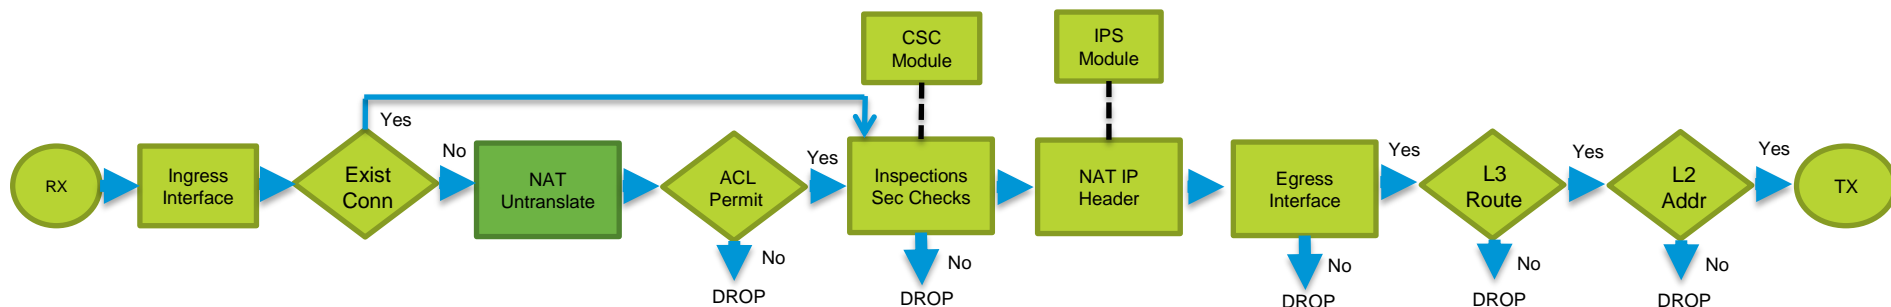 CSC
Module
IPS
Module
RX
Ingress
Interface
Yes
Exist
Conn
No
NAT
Untranslate
ACL
Permit
Yes
No
DROP
Inspections
Sec Checks
No
DROP
NAT IP
Header
Egress
Interface
No
DROP
Yes
L3
Route
No
DROP
Yes
L2
Addr
No
DROP
Yes
TX